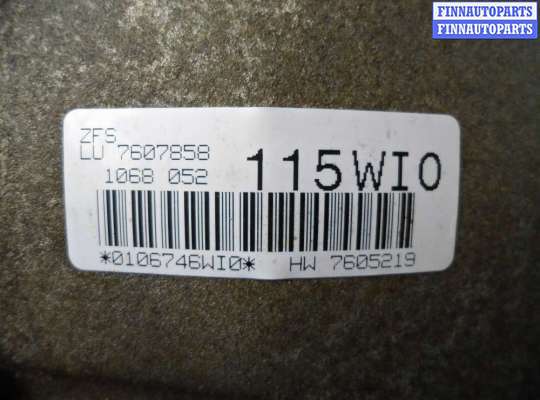 FINNAUTOPARTS
FINNAUTOPARTS
ZFS
LU 7607858
1068 052
115WI0
*0106746WI0* HW 7605219